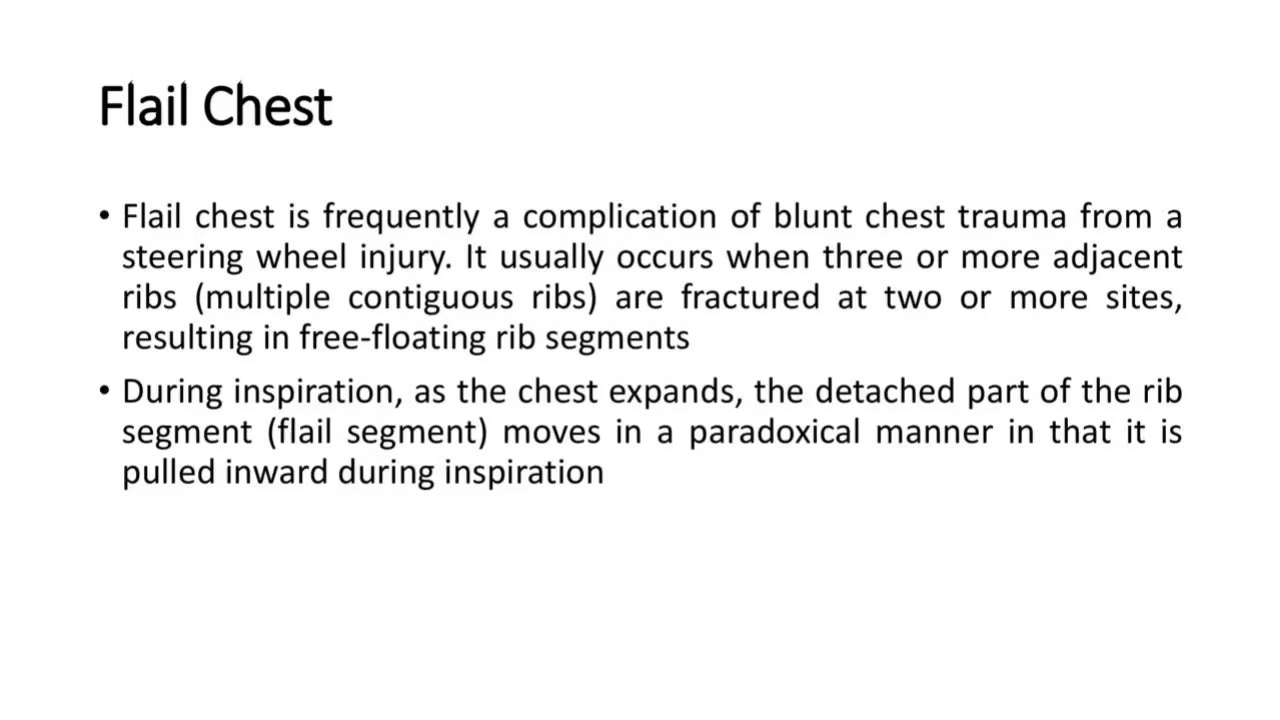 Flail Chest
• Flail chest is frequently a complication of blunt chest trauma from a
steering wheel injury. It usually occurs when three or more adjacent
ribs (multiple contiguous ribs) are fractured at two or more sites,
resulting in free-floating rib segments
• During inspiration, as the chest expands, the detached part of the rib
segment (flail segment) moves in a paradoxical manner in that it is
pulled inward during inspiration